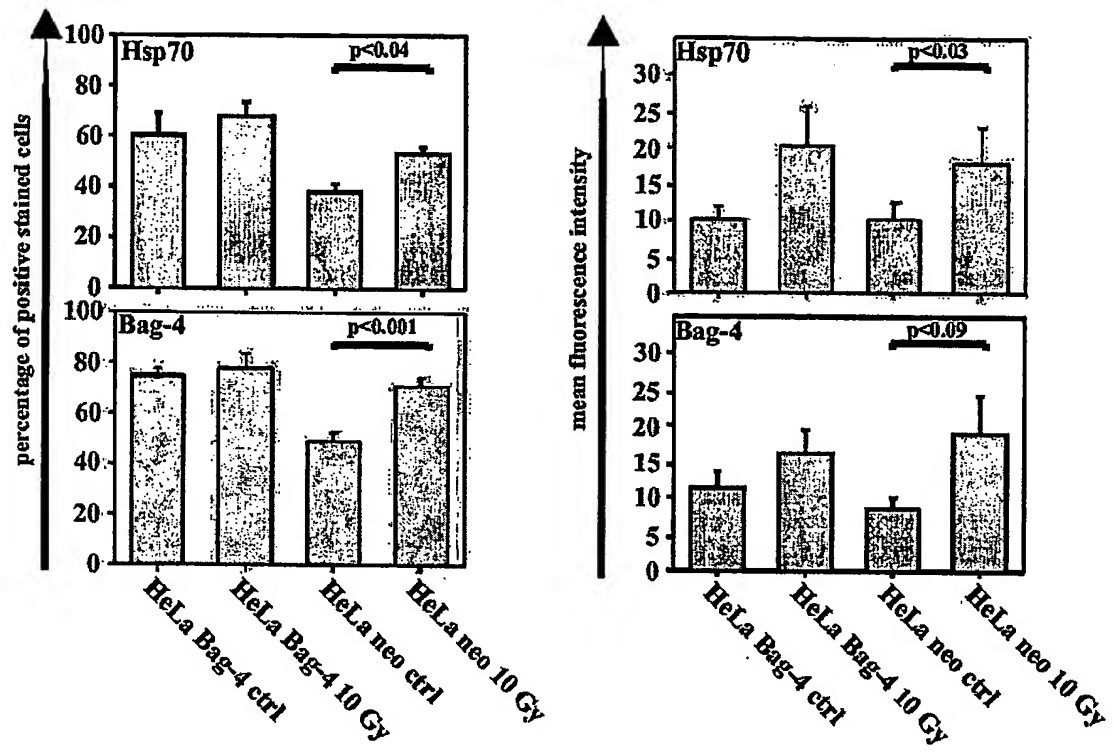 percentage of positive stained cells
Hsp70
p<0.04
100
80
60
40
20
0
Bag-4
p<0.001
100
80
60
40
20
0
HeLa Bag-4 ctrl
HeLa Bag-4 10 Gy
HeLa neo ctrl
HeLa neo 10 Gy
mean fluorescence intensity
Hsp70
p<0.03
30
25
20
15
10
5
0
Bag-4
p<0.09
30
25
20
15
10
5
0
HeLa Bag-4 ctrl
HeLa Bag-4 10 Gy
HeLa neo ctrl
HeLa neo 10 Gy